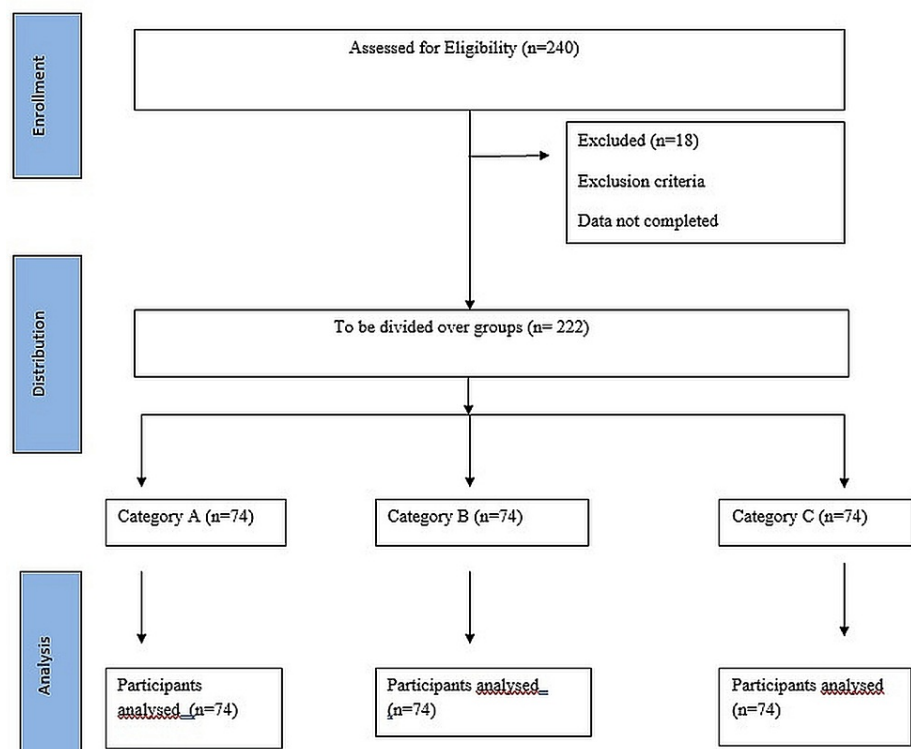 Enrollment
Assessed for Eligibility (n=240)
Excluded (n=18)
Exclusion criteria
Data not completed
Distribution
To be divided over groups (n= 222)
Category A (n=74)
Category B (n=74)
Category C (n=74)
Analysis
Participants
analysed (n=74)
Participants analysed
(n=74)
Participants analysed
(n=74)